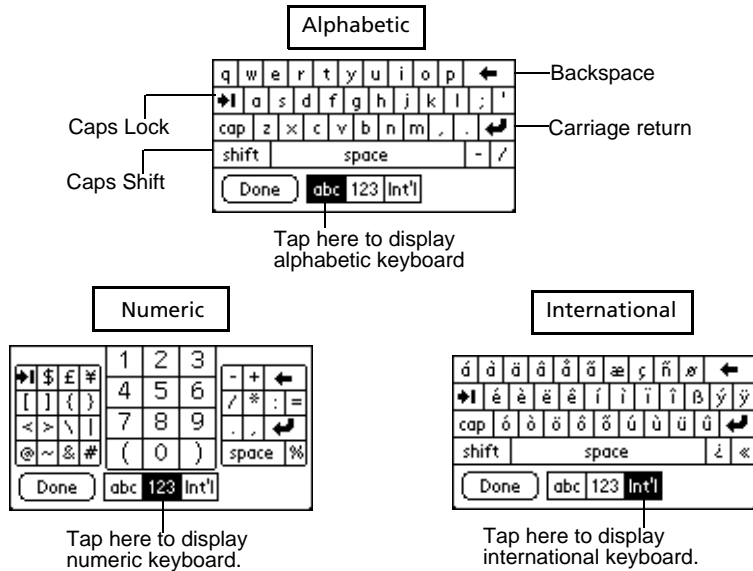 Alphabetic
q w e r t y u i o p
Backspace
a s d f g h j k l ; '
Caps Lock
cap z x c v b n m , .
Carriage return
shift space - /
Caps Shift
Done abc 123 Int'l
Tap here to display
alphabetic keyboard
Numeric
1 2 3
$ £ ¥ - +
4 5 6
[ ] { } / * : =
7 8 9
< > \ | . ,
( 0 )
@ ~ & # space %
Done abc 123 Int'l
Tap here to display
numeric keyboard.
International
á à ä â å ã æ ç ñ ø
é è ë ê í ì ï î ß ý ÿ
cap ó ò ö ô õ ú ù ü û
shift space ¿ «
Done abc 123 Int'l
Tap here to display
international keyboard.